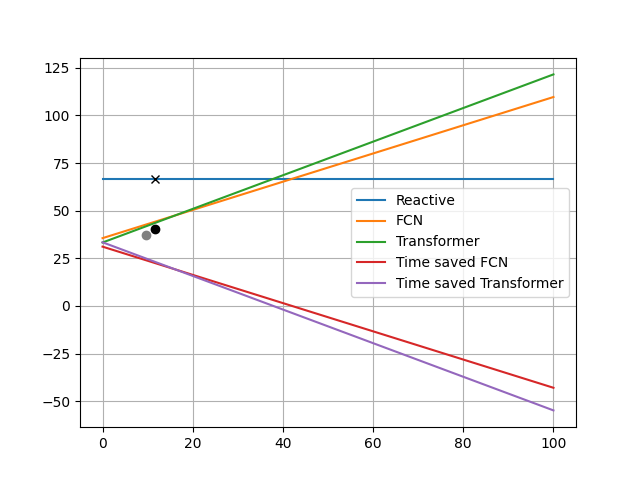 125
100
75
50
25
0
−25
−50
0 20 40 60 80 100
Reactive
FCN
Transformer
Time saved FCN
Time saved Transformer